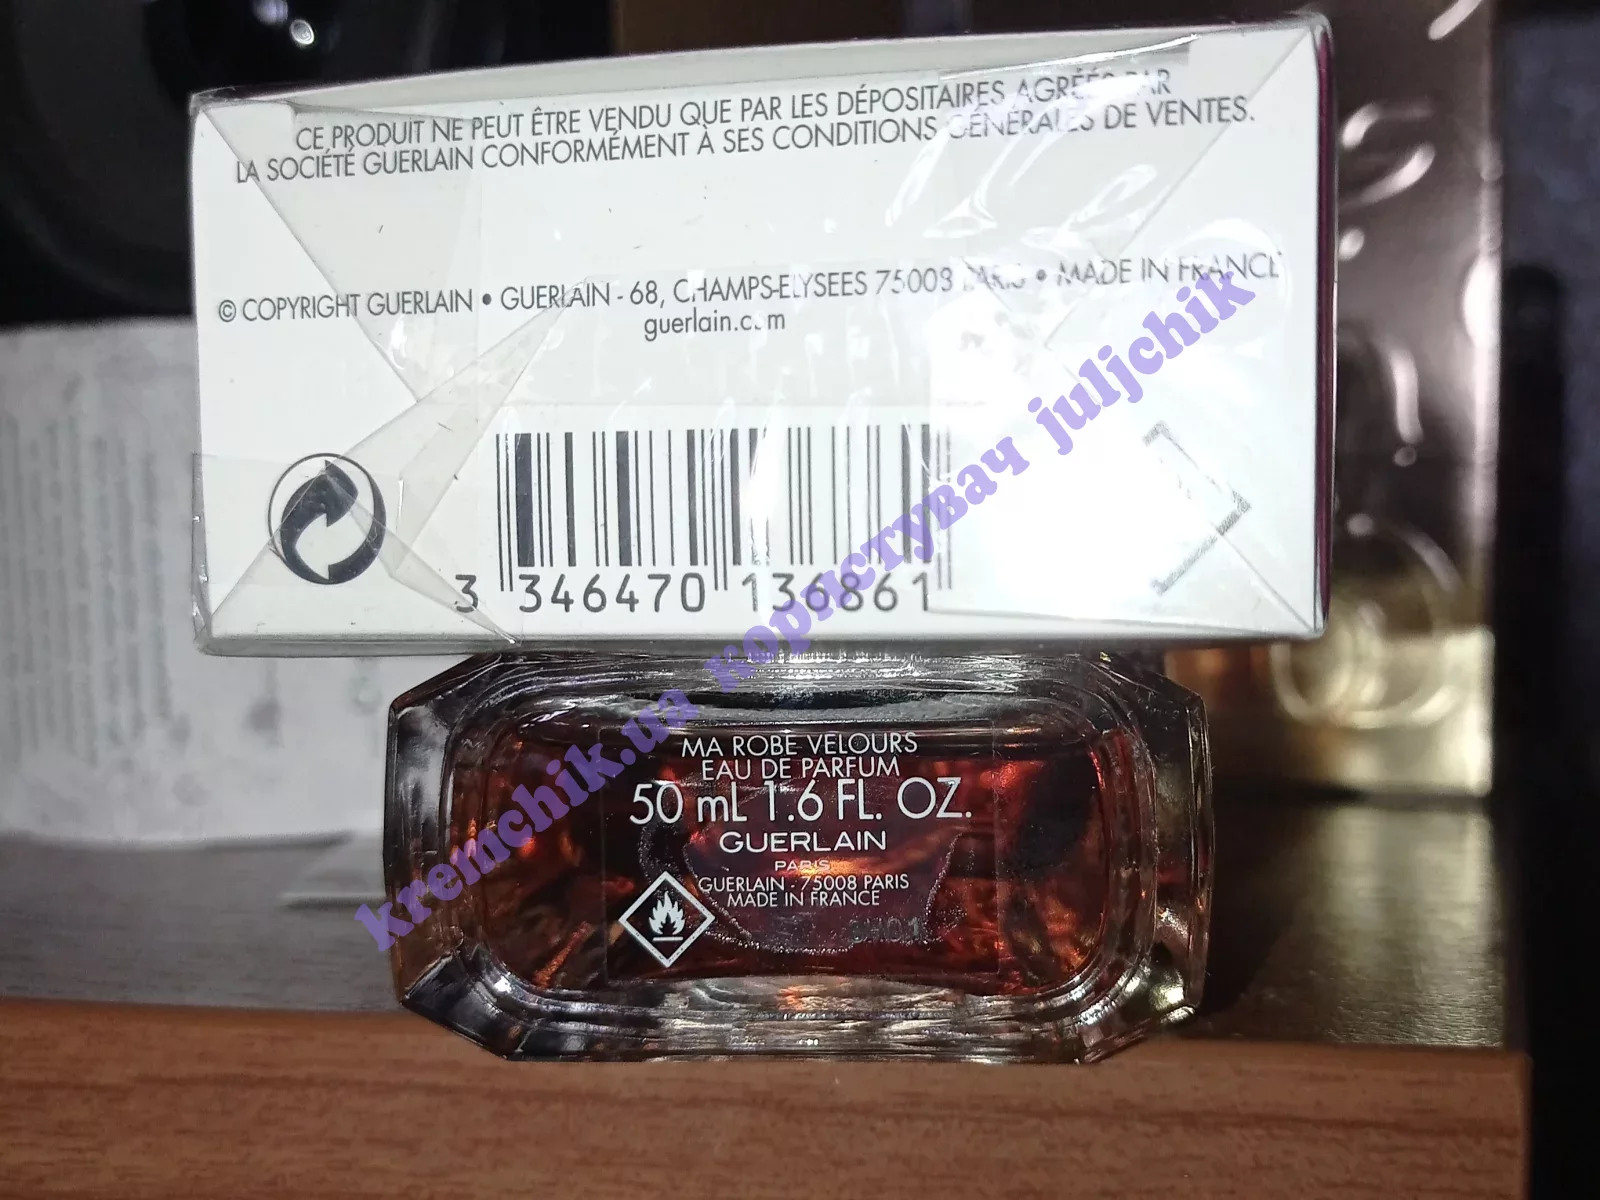 CE PRODUIT NE PEUT ÊTRE VENDU QUE PAR LES DÉPOSITAIRES AGRÉÉS PAR
LA SOCIÉTÉ GUERLAIN CONFORMÉMENT À SES CONDITIONS GÉNÉRALES DE VENTES.
© COPYRIGHT GUERLAIN • GUERLAIN - 68, CHAMPS-ELYSEES 75008 PARIS • MADE IN FRANCE
guerlain.com
3 346470 136861
kremchik.ua користувач juljchik
MA ROBE VELOURS
EAU DE PARFUM
50 mL 1.6 FL. OZ.
GUERLAIN
PARIS
GUERLAIN - 75008 PARIS
MADE IN FRANCE